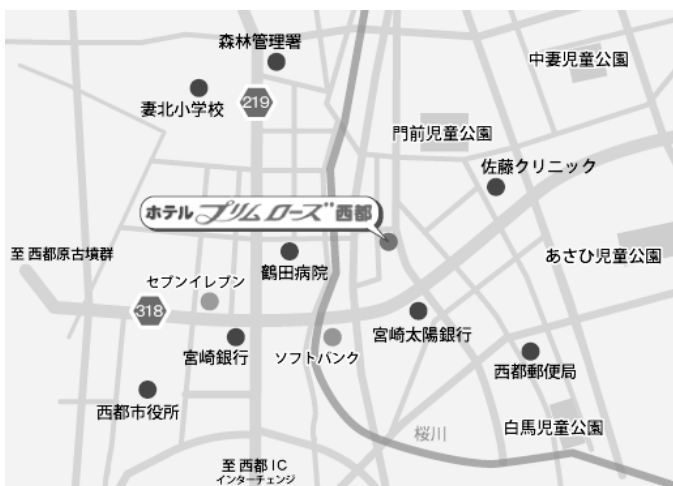 森林管理署
中妻児童公園
妻北小学校
219
門前児童公園
佐藤クリニック
ホテル プリムローズ 西都
至 西都原古墳群
鶴田病院
あさひ児童公園
セブンイレブン
318
宮崎銀行
ソフトバンク
宮崎太陽銀行
西都郵便局
西都市役所
桜川
白馬児童公園
至 西都 IC
インターチェンジ